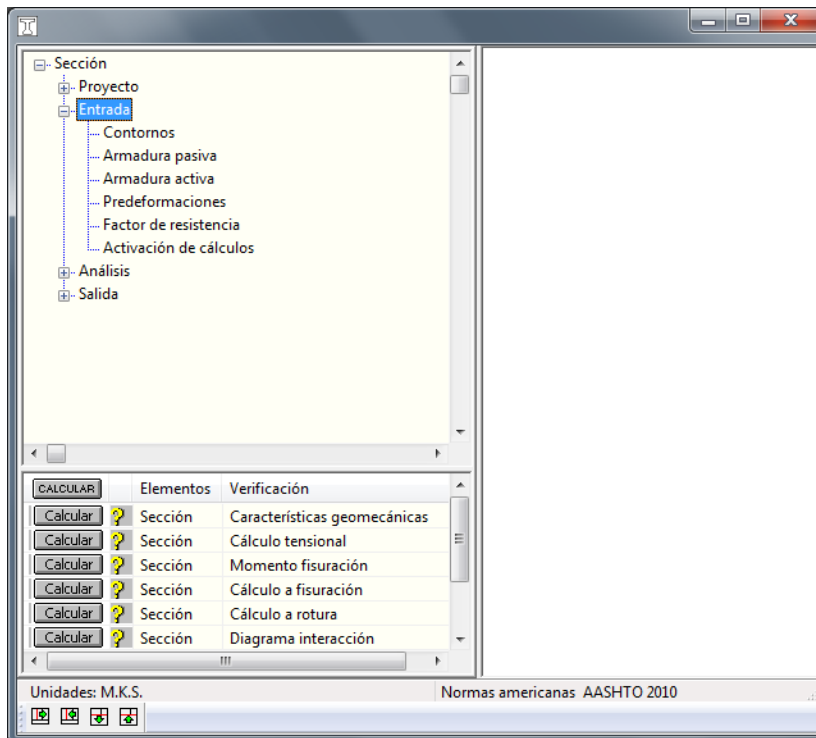 Sección
Proyecto
Entrada
Contornos
Armadura pasiva
Armadura activa
Predeformaciones
Factor de resistencia
Activación de cálculos
Análisis
Salida
CALCULAR Elementos Verificación
Calcular ? Sección Características geomecánicas
Calcular ? Sección Cálculo tensional
Calcular ? Sección Momento fisuración
Calcular ? Sección Cálculo a fisuración
Calcular ? Sección Cálculo a rotura
Calcular ? Sección Diagrama interacción
Unidades: M.K.S. Normas americanas AASHTO 2010